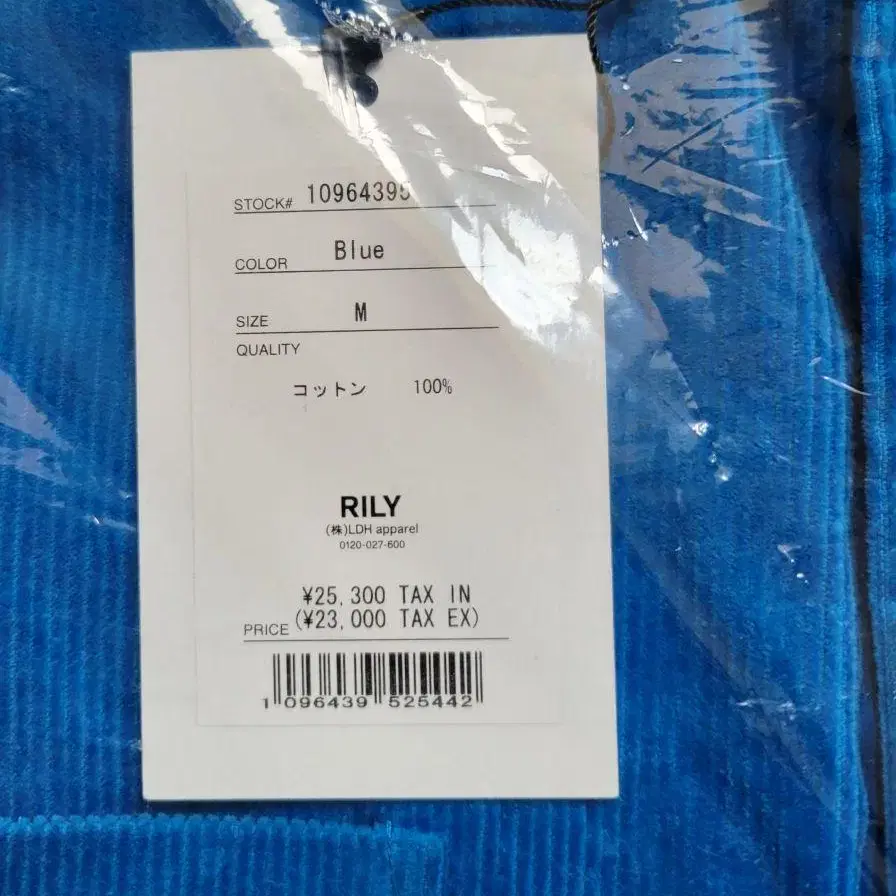 STOCK# 10964395
COLOR Blue
SIZE M
QUALITY
コットン 100%
RILY
(株)LDH apparel
0120-027-600
¥25,300 TAX IN
PRICE (¥23,000 TAX EX)
1 096439 525442